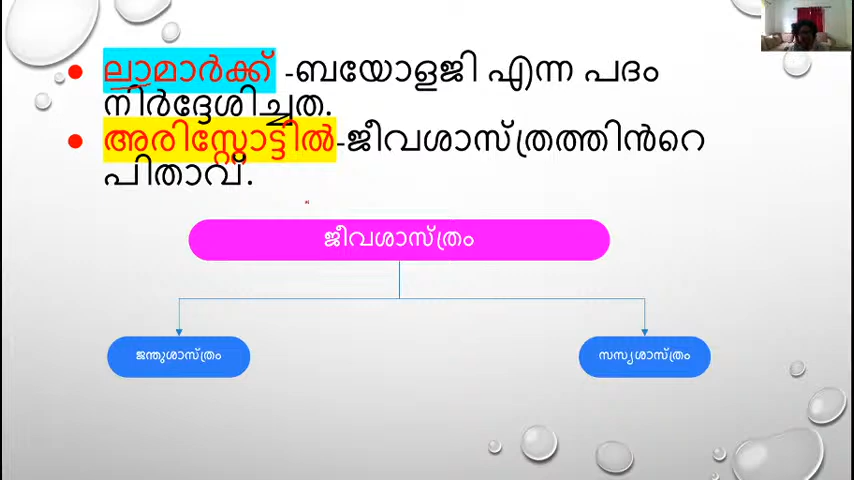 ലാമാർക്ക് -ബയോളജി എന്ന പദം
നിർദ്ദേശിച്ചത.
അരിസ്റ്റോട്ടിൽ-ജീവശാസ്ത്രത്തിൻറെ
പിതാവ്.
ജീവശാസ്ത്രം
ജന്തുശാസ്ത്രം
സസ്യശാസ്ത്രം